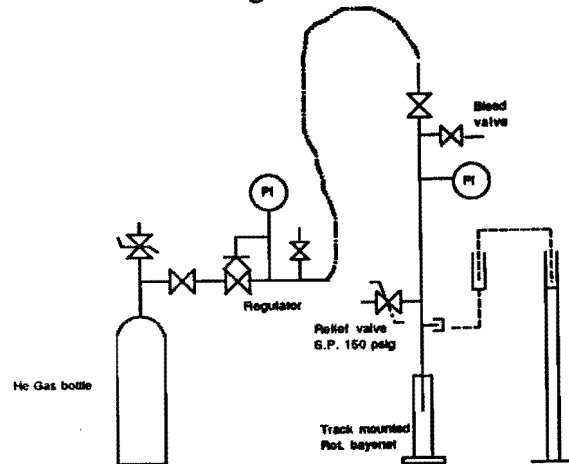 Bleed
valve
PI
PI
Regulator
Relief valve
S.P. 150 psig
He Gas bottle
Track mounted
Rot. bayonet